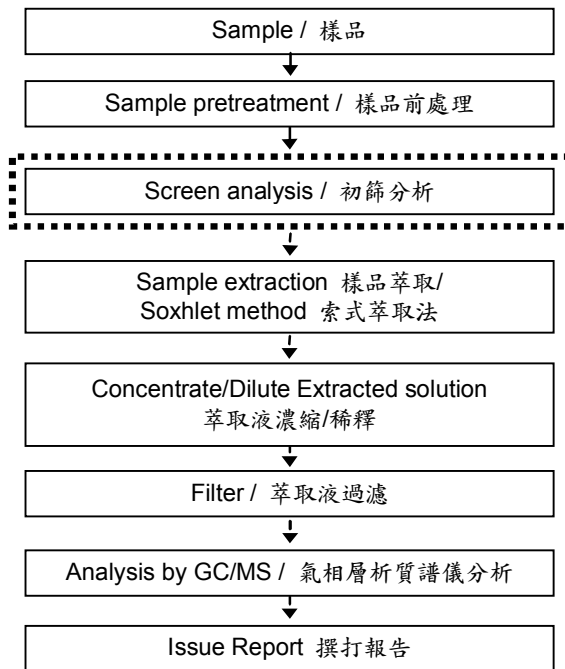 Sample / 樣品
Sample pretreatment / 樣品前處理
Screen analysis / 初篩分析
Sample extraction 樣品萃取/
Soxhlet method 索式萃取法
Concentrate/Dilute Extracted solution
萃取液濃縮/稀釋
Filter / 萃取液過濾
Analysis by GC/MS / 氣相層析質譜儀分析
Issue Report 撰打報告